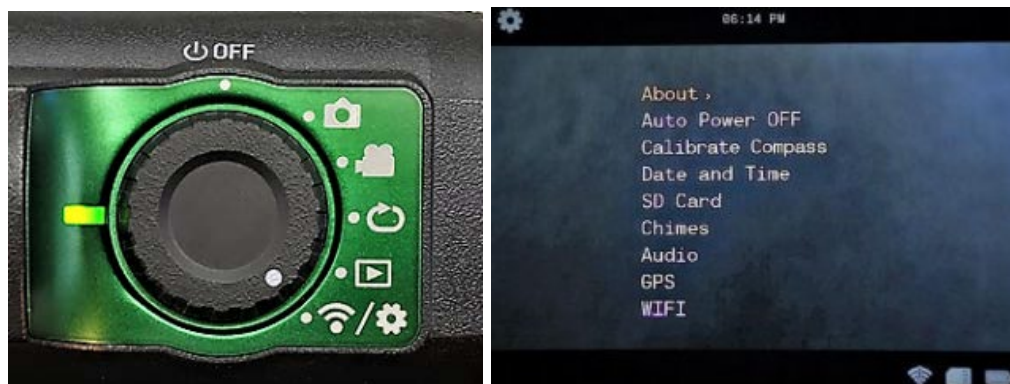 OFF
06:14 PM
About ›
Auto Power OFF
Calibrate Compass
Date and Time
SD Card
Chimes
Audio
GPS
WIFI